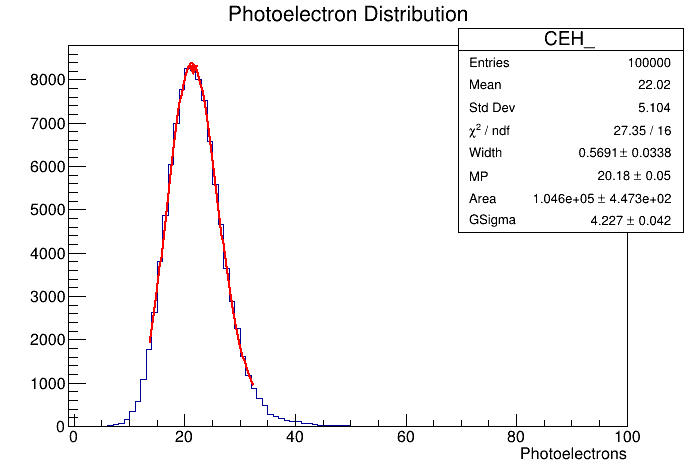 Photoelectron Distribution
CEH_
Entries 100000
Mean 22.02
Std Dev 5.104
χ² / ndf 27.35 / 16
Width 0.5691 ± 0.0338
MP 20.18 ± 0.05
Area 1.046e+05 ± 4.473e+02
GSigma 4.227 ± 0.042
8000
7000
6000
5000
4000
3000
2000
1000
0
0 20 40 60 80 100
Photoelectrons